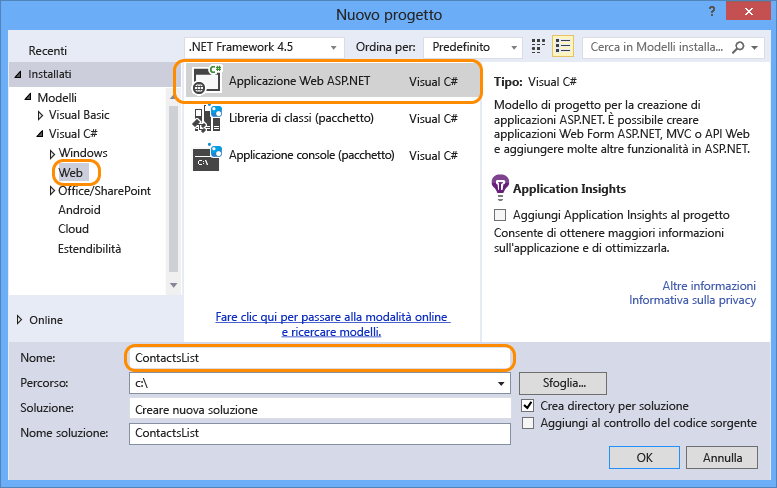 Nuovo progetto
?
Recenti
.NET Framework 4.5
Ordina per:
Predefinito
Cerca in Modelli installa...
Installati
Modelli
Visual Basic
Visual C#
Windows
Web
Office/SharePoint
Android
Cloud
Estendibilità
Online
Applicazione Web ASP.NET Visual C#
Libreria di classi (pacchetto) Visual C#
Applicazione console (pacchetto) Visual C#
Fare clic qui per passare alla modalità online
e ricercare modelli.
Tipo: Visual C#
Modello di progetto per la creazione di
applicazioni ASP.NET. È possibile creare
applicazioni Web Form ASP.NET, MVC o API Web
e aggiungere molte altre funzionalità in ASP.NET.
Application Insights
Aggiungi Application Insights al progetto
Consente di ottenere maggiori informazioni
sull'applicazione e di ottimizzarla.
Altre informazioni
Informativa sulla privacy
Nome: ContactsList
Percorso: c:\ Sfoglia...
Soluzione: Creare nuova soluzione
Crea directory per soluzione
Nome soluzione: ContactsList
Aggiungi al controllo del codice sorgente
OK
Annulla